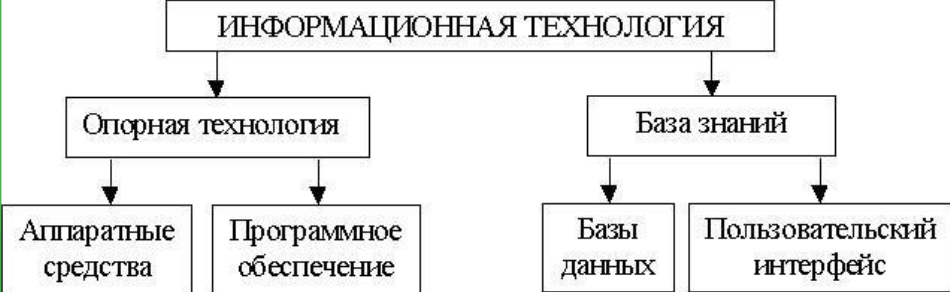 ИНФОРМАЦИОННАЯ ТЕХНОЛОГИЯ
Опорная технология
База знаний
Аппаратные
средства
Программное
обеспечение
Базы
данных
Пользовательский
интерфейс